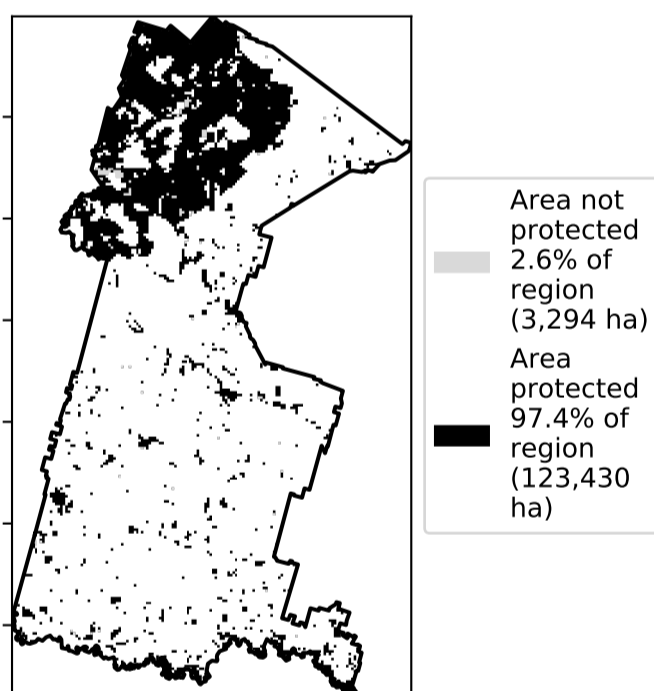 Area not
protected
2.6% of
region
(3,294 ha)
Area
protected
97.4% of
region
(123,430
ha)